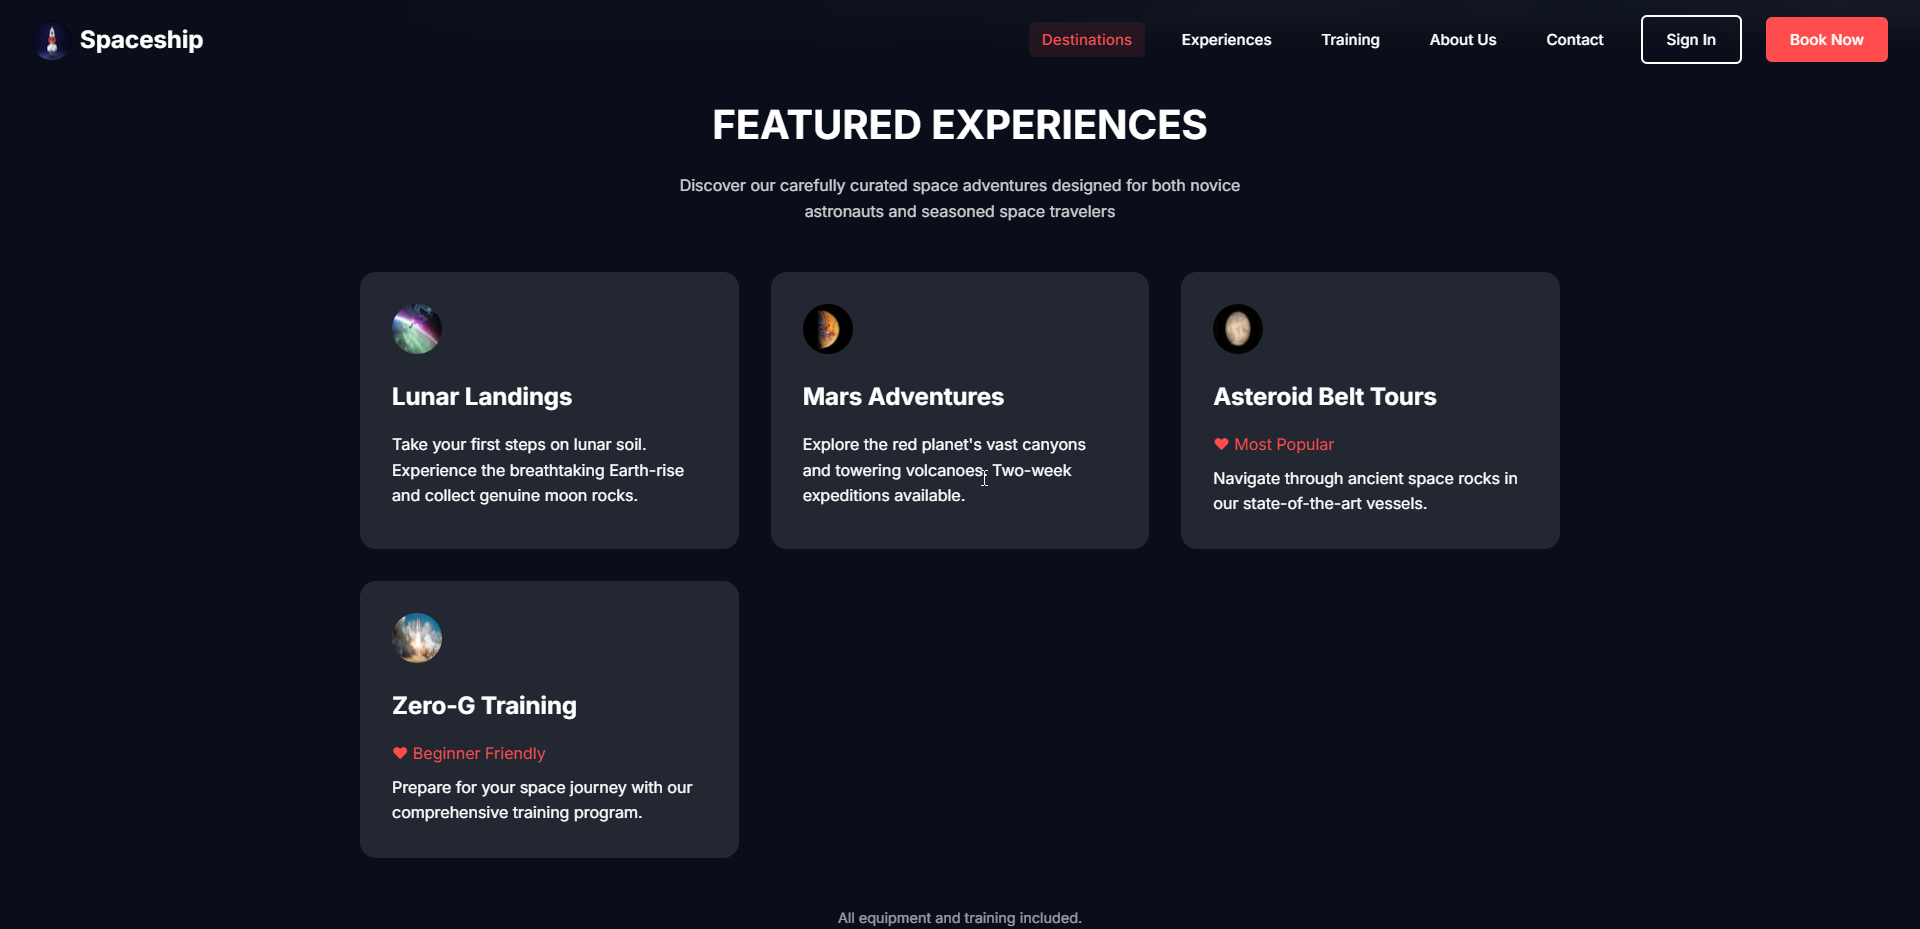 Spaceship
Destinations
Experiences
Training
About Us
Contact
Sign In
Book Now
FEATURED EXPERIENCES
Discover our carefully curated space adventures designed for both novice
astronauts and seasoned space travelers
Lunar Landings
Take your first steps on lunar soil.
Experience the breathtaking Earth-rise
and collect genuine moon rocks.
Mars Adventures
Explore the red planet's vast canyons
and towering volcanoes. Two-week
expeditions available.
Asteroid Belt Tours
Most Popular
Navigate through ancient space rocks in
our state-of-the-art vessels.
Zero-G Training
Beginner Friendly
Prepare for your space journey with our
comprehensive training program.
All equipment and training included.